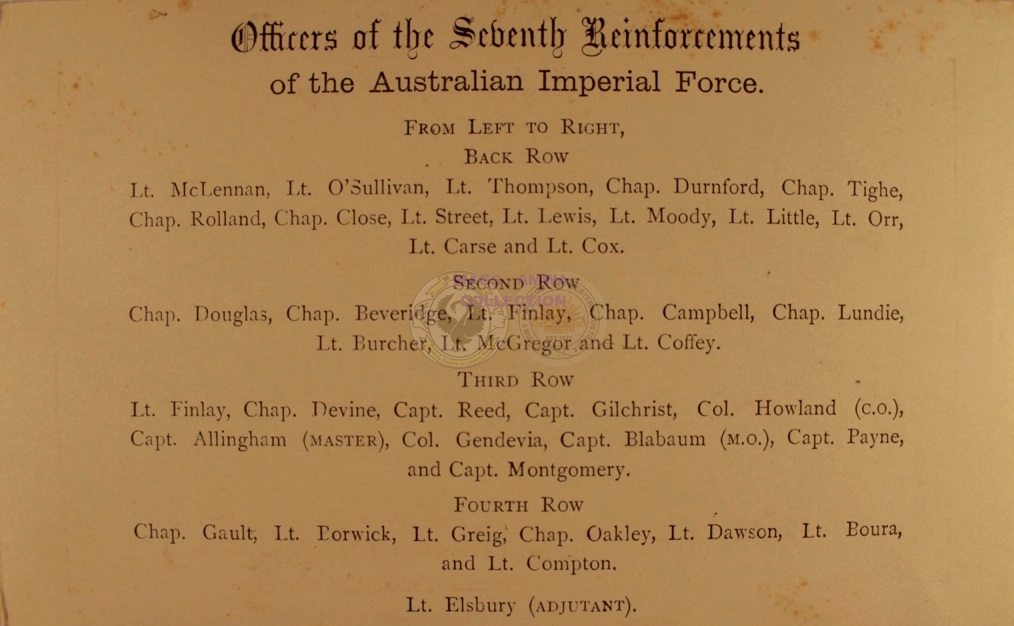 Officers of the Seventh Reinforcements
of the Australian Imperial Force.
From Left to Right,
Back Row
Lt. McLennan, Lt. O'Sullivan, Lt. Thompson, Chap. Durnford, Chap. Tighe,
Chap. Rolland, Chap. Close, Lt. Street, Lt. Lewis, Lt. Moody, Lt. Little, Lt. Orr,
Lt. Carse and Lt. Cox.
Second Row
Chap. Douglas, Chap. Beveridge, Lt. Finlay, Chap. Campbell, Chap. Lundie,
Lt. Burcher, Lt. McGregor and Lt. Coffey.
Third Row
Lt. Finlay, Chap. Devine, Capt. Reed, Capt. Gilchrist, Col. Howland (C.O.),
Capt. Allingham (MASTER), Col. Gendevia, Capt. Blabaum (M.O.), Capt. Payne,
and Capt. Montgomery.
Fourth Row
Chap. Gault, Lt. Borwick, Lt. Greig, Chap. Oakley, Lt. Dawson, Lt. Boura,
and Lt. Compton.
Lt. Elsbury (ADJUTANT).
COLLECTION